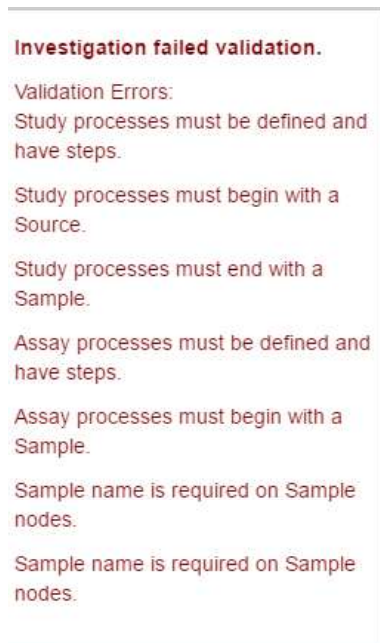 Investigation failed validation.
Validation Errors:
Study processes must be defined and
have steps.
Study processes must begin with a
Source.
Study processes must end with a
Sample.
Assay processes must be defined and
have steps.
Assay processes must begin with a
Sample.
Sample name is required on Sample
nodes.
Sample name is required on Sample
nodes.